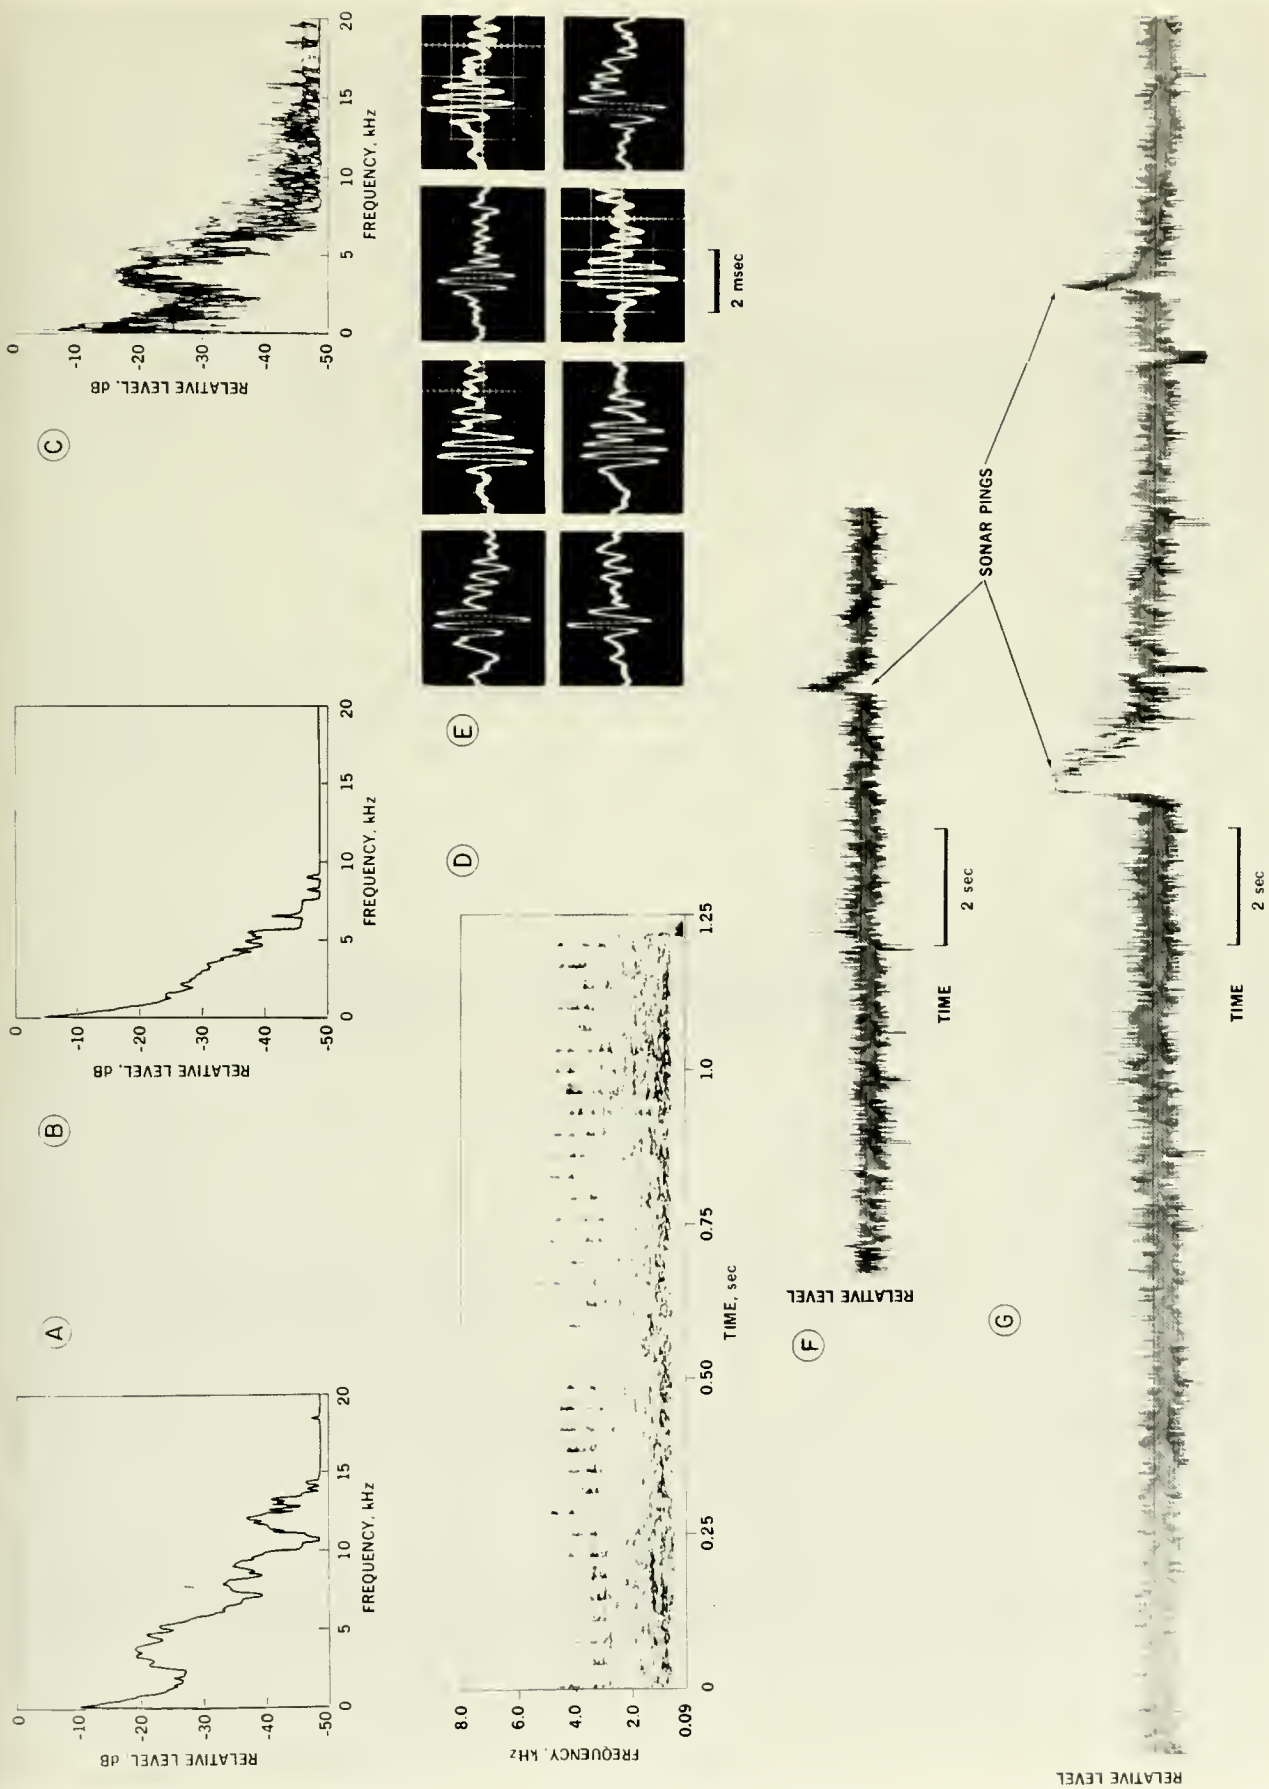 A
RELATIVE LEVEL, dB
0
-10
-20
-30
-40
-50
0
5
10
15
20
FREQUENCY, kHz
B
RELATIVE LEVEL, dB
0
-10
-20
-30
-40
-50
0
5
10
15
20
FREQUENCY, kHz
C
RELATIVE LEVEL, dB
0
-10
-20
-30
-40
-50
0
5
10
15
20
FREQUENCY, kHz
D
FREQUENCY, kHz
8.0
6.0
4.0
2.0
0.09
0
0.25
0.50
0.75
1.0
1.25
TIME, sec
E
2 msec
F
RELATIVE LEVEL
TIME
2 sec
SONAR PINGS
G
RELATIVE LEVEL
TIME
2 sec